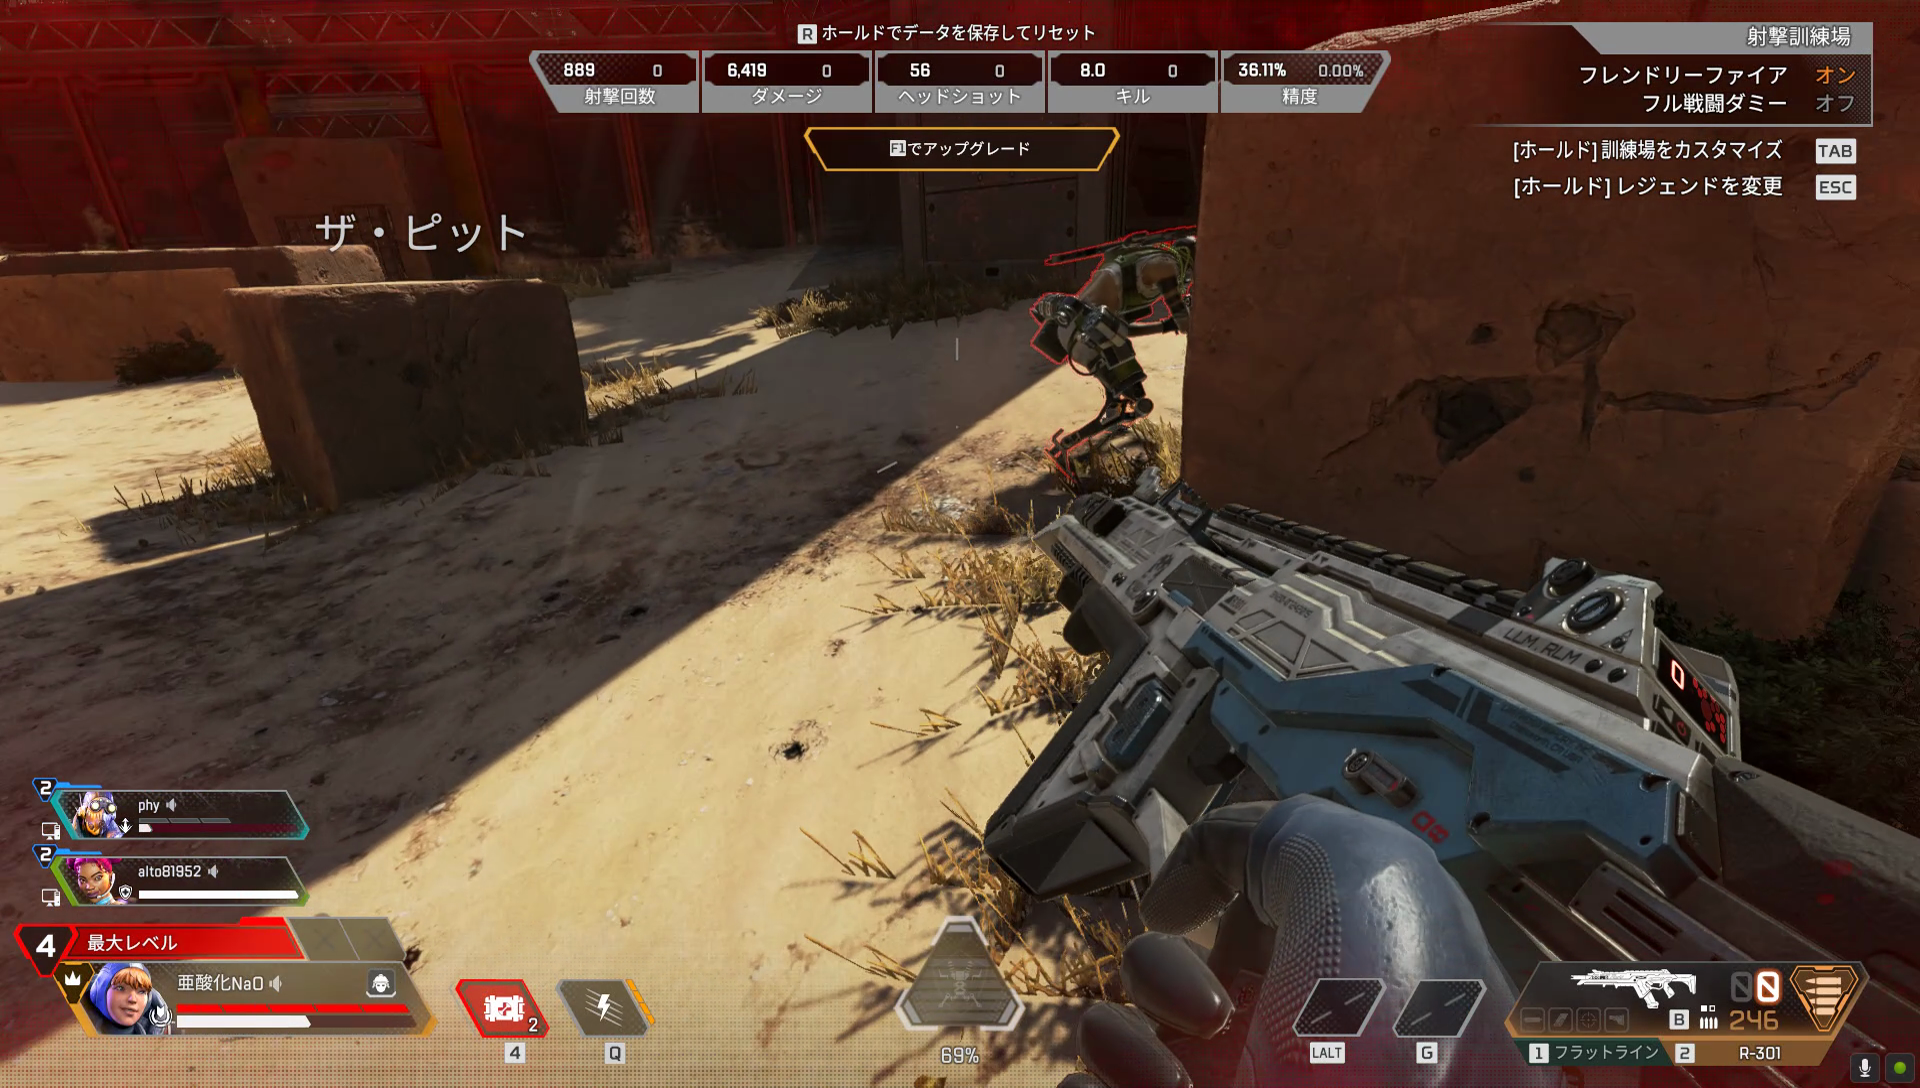 R ホールドでデータを保存してリセット
889 0 6,419 0 56 0 8.0 0 36.11% 0.00%
射撃回数 ダメージ ヘッドショット キル 精度
F1でアップグレード
射撃訓練場
フレンドリーファイア オン
フル戦闘ダミー オフ
[ホールド]訓練場をカスタマイズ TAB
[ホールド]レジェンドを変更 ESC
ザ・ピット
LLM. RLM
0
2
phy
2
alto81952
4 最大レベル
亜酸化NaO
2
4 Q
69%
LALT G
0
B 246
1 フラットライン 2 R-301